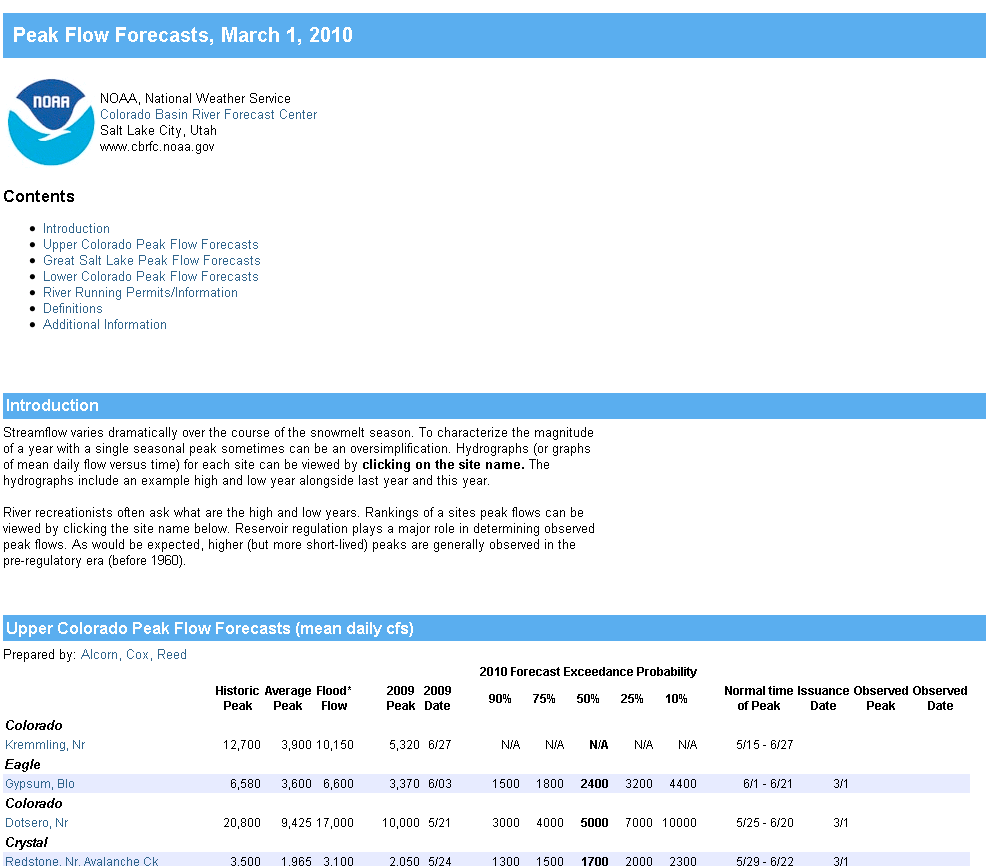 Peak Flow Forecasts, March 1, 2010
NOAA
NOAA, National Weather Service
Colorado Basin River Forecast Center
Salt Lake City, Utah
www.cbrfc.noaa.gov
Contents
Introduction
Upper Colorado Peak Flow Forecasts
Great Salt Lake Peak Flow Forecasts
Lower Colorado Peak Flow Forecasts
River Running Permits/Information
Definitions
Additional Information
Introduction
Streamflow varies dramatically over the course of the snowmelt season. To characterize the magnitude
of a year with a single seasonal peak sometimes can be an oversimplification. Hydrographs (or graphs
of mean daily flow versus time) for each site can be viewed by clicking on the site name. The
hydrographs include an example high and low year alongside last year and this year.
River recreationists often ask what are the high and low years. Rankings of a sites peak flows can be
viewed by clicking the site name below. Reservoir regulation plays a major role in determining observed
peak flows. As would be expected, higher (but more short-lived) peaks are generally observed in the
pre-regulatory era (before 1960).
Upper Colorado Peak Flow Forecasts (mean daily cfs)
Prepared by: Alcorn, Cox, Reed
2010 Forecast Exceedance Probability
Historic Average Flood* 2009 2009 90% 75% 50% 25% 10% Normal time Issuance Observed Observed
Peak Peak Flow Peak Date of Peak Date Peak Date
Colorado
Kremmling, Nr 12,700 3,900 10,150 5,320 6/27 N/A N/A N/A N/A N/A 5/15 - 6/27
Eagle
Gypsum, Blo 6,580 3,600 6,600 3,370 6/03 1500 1800 2400 3200 4400 6/1 - 6/21 3/1
Colorado
Dotsero, Nr 20,800 9,425 17,000 10,000 5/21 3000 4000 5000 7000 10000 5/25 - 6/20 3/1
Crystal
Redstone, Nr, Avalanche Ck 3,500 1,965 3,100 2,050 5/24 1300 1500 1700 2000 2300 5/29 - 6/22 3/1